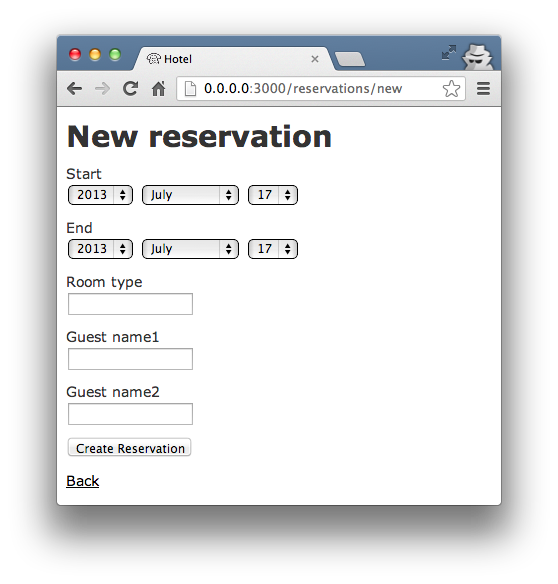 Hotel
0.0.0.0:3000/reservations/new
New reservation
Start
2013 July 17
End
2013 July 17
Room type
Guest name1
Guest name2
Create Reservation
Back